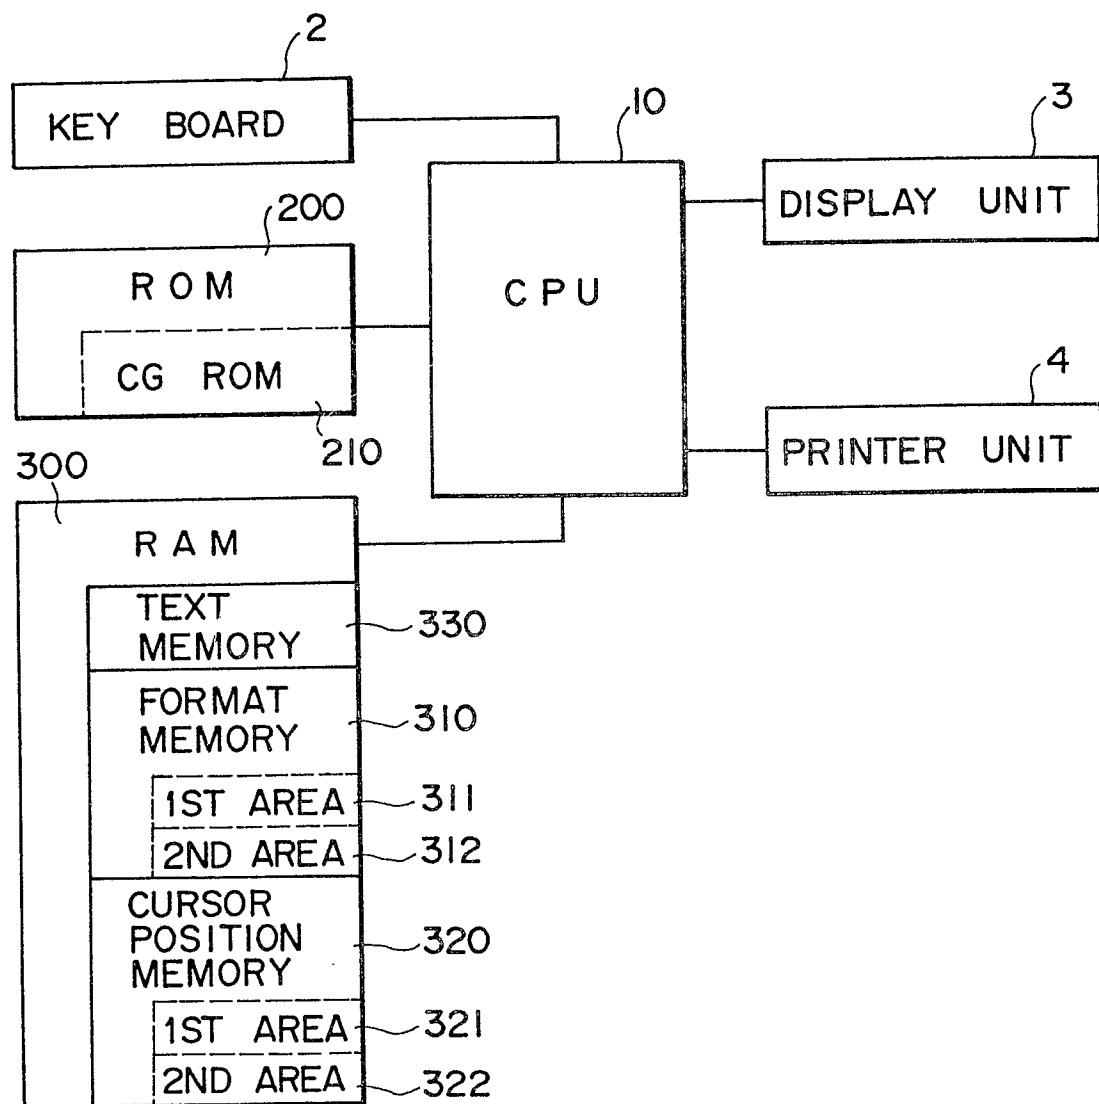 2
KEY BOARD
10
3
DISPLAY UNIT
200
ROM
CG ROM
210
CPU
4
PRINTER UNIT
300
RAM
TEXT
MEMORY
330
FORMAT
MEMORY
310
1ST AREA
311
2ND AREA
312
CURSOR
POSITION
MEMORY
320
1ST AREA
321
2ND AREA
322